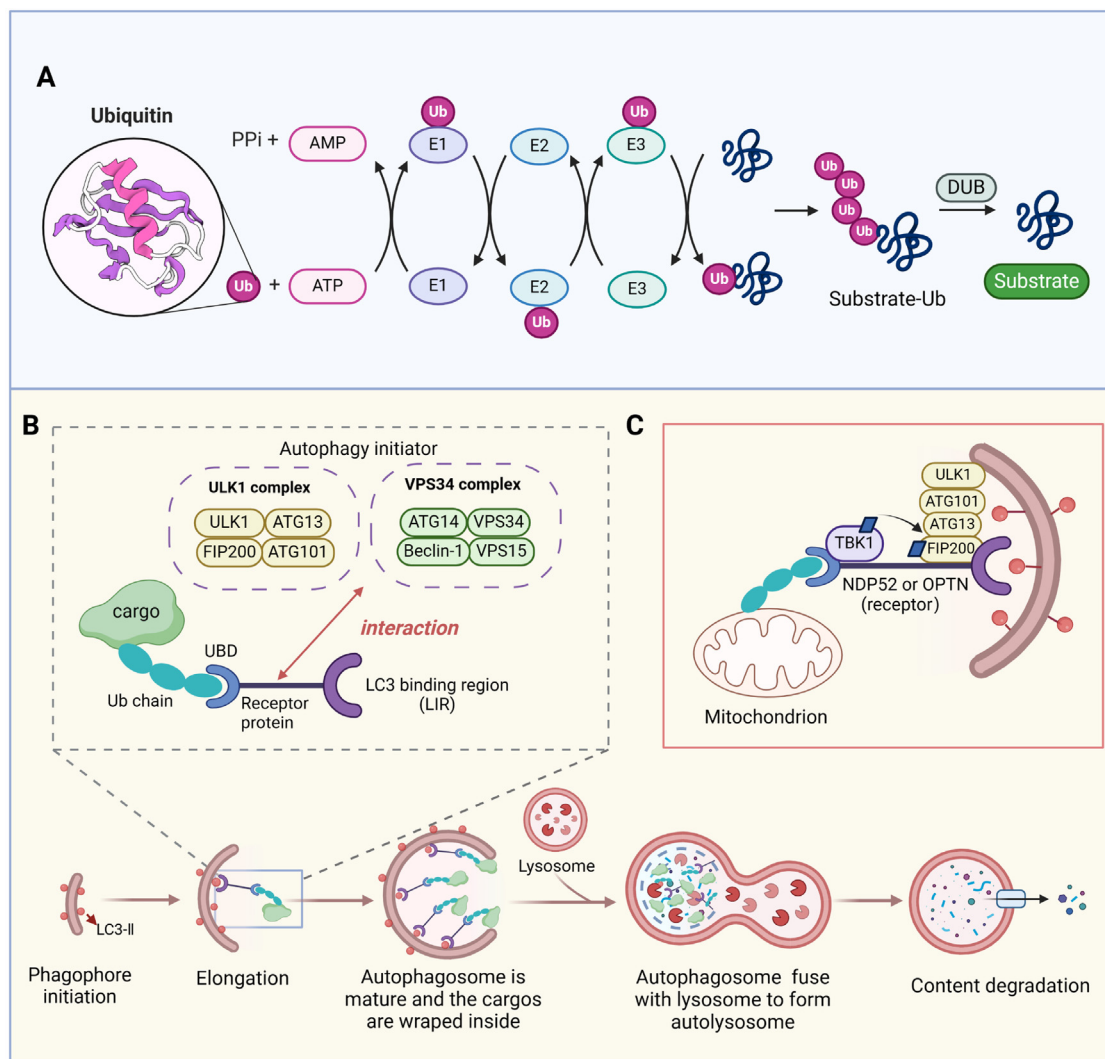 A
Ubiquitin
PPi +
AMP
Ub
E1
E2
Ub
E3
Ub
+
ATP
E1
E2
Ub
E3
Ub
Ub
Ub
Ub
Ub
Substrate-Ub
DUB
Substrate
B
Autophagy initiator
ULK1 complex
ULK1
ATG13
FIP200
ATG101
VPS34 complex
ATG14
VPS34
Beclin-1
VPS15
cargo
interaction
UBD
Ub chain
Receptor
protein
LC3 binding region
(LIR)
C
ULK1
ATG101
ATG13
FIP200
TBK1
NDP52 or OPTN
(receptor)
Mitochondrion
Lysosome
LC3-II
Phagophore
initiation
Elongation
Autophagosome is
mature and the cargos
are wraped inside
Autophagosome fuse
with lysosome to form
autolysosome
Content degradation